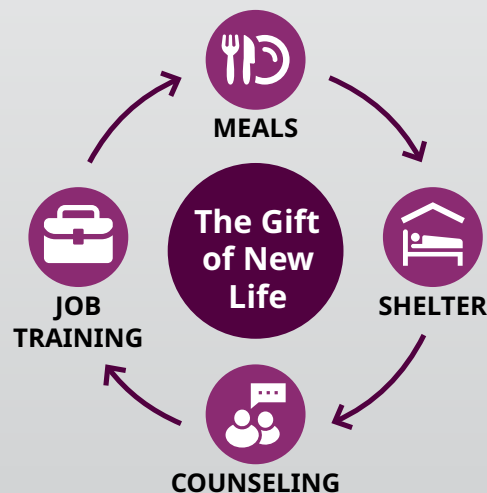 MEALS
The Gift
of New
Life
SHELTER
JOB
TRAINING
COUNSELING